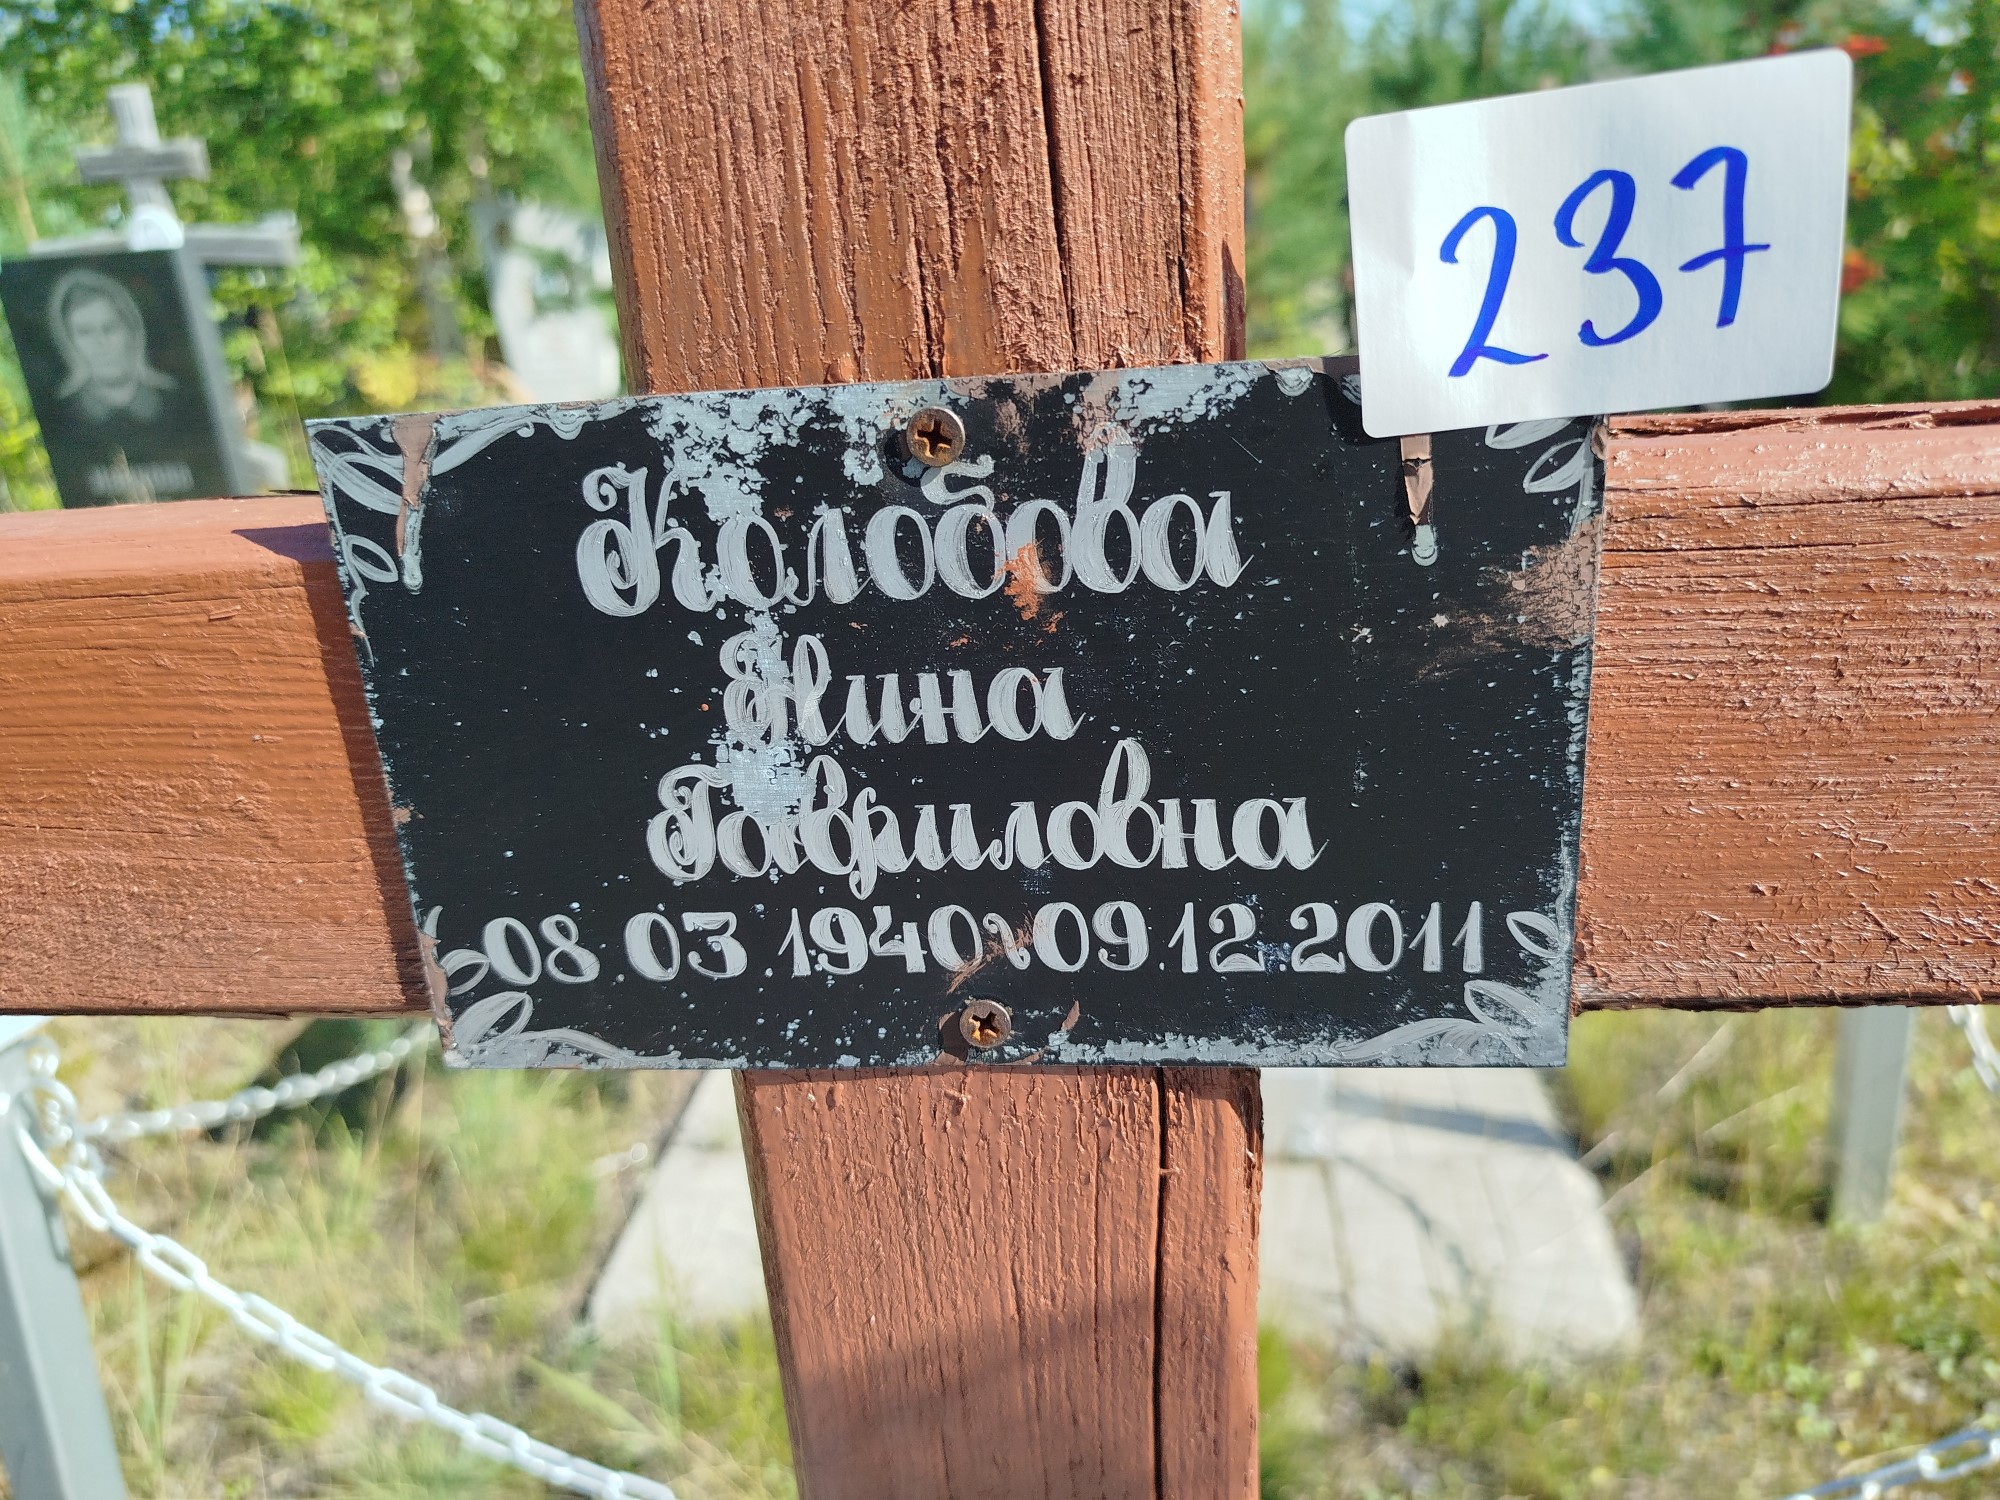 237
Колобова
Нина
Гавриловна
08 03 1940~09.12.2011